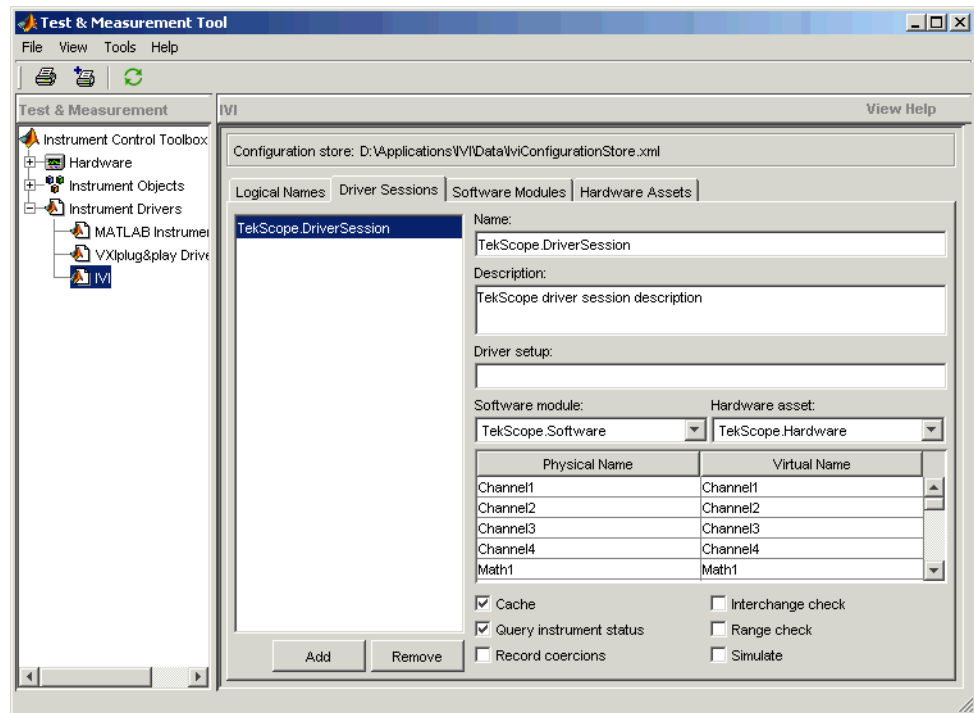 Test & Measurement Tool
File View Tools Help
Test & Measurement
IVI
View Help
Instrument Control Toolbox
Hardware
Instrument Objects
Instrument Drivers
MATLAB Instrumen
VXIplug&play Drive
IVI
Configuration store: D:\Applications\IVI\Data\IviConfigurationStore.xml
Logical Names Driver Sessions Software Modules Hardware Assets
TekScope.DriverSession
Name:
TekScope.DriverSession
Description:
TekScope driver session description
Driver setup:
Software module: Hardware asset:
TekScope.Software TekScope.Hardware
Physical Name Virtual Name
Channel1 Channel1
Channel2 Channel2
Channel3 Channel3
Channel4 Channel4
Math1 Math1
Cache Interchange check
Query instrument status Range check
Record coercions Simulate
Add Remove